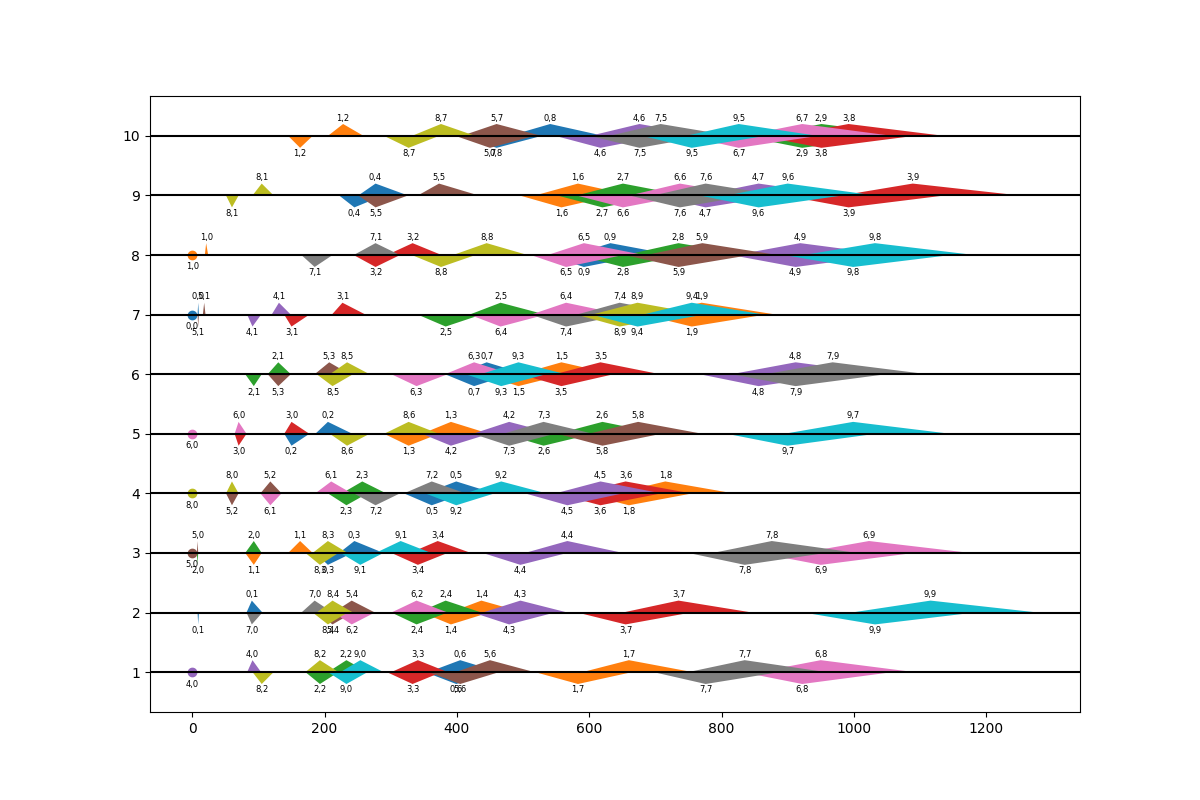 1,2 8,7 5,7 0,8 4,6 7,5 9,5 6,7 2,9 3,8
10
1,2 8,7 5,7 0,8 4,6 7,5 9,5 6,7 2,9 3,8
8,1 0,4 5,5 1,6 2,7 6,6 7,6 4,7 9,6 3,9
9
8,1 0,4 5,5 1,6 2,7 6,6 7,6 4,7 9,6 3,9
1,0 7,1 3,2 8,8 6,5 0,9 2,8 5,9 4,9 9,8
8
1,0 7,1 3,2 8,8 6,5 0,9 2,8 5,9 4,9 9,8
0,0 5,1 4,1 3,1 2,5 6,4 7,4 8,9 9,4 1,9
7
0,0 5,1 4,1 3,1 2,5 6,4 7,4 8,9 9,4 1,9
2,1 5,3 8,5 6,3 0,7 9,3 1,5 3,5 4,8 7,9
6
2,1 5,3 8,5 6,3 0,7 9,3 1,5 3,5 4,8 7,9
6,0 3,0 0,2 8,6 1,3 4,2 7,3 2,6 5,8 9,7
5
6,0 3,0 0,2 8,6 1,3 4,2 7,3 2,6 5,8 9,7
8,0 5,2 6,1 2,3 7,2 0,5 9,2 4,5 3,6 1,8
4
8,0 5,2 6,1 2,3 7,2 0,5 9,2 4,5 3,6 1,8
5,0 2,0 1,1 8,3 0,3 9,1 3,4 4,4 7,8 6,9
3
5,0 2,0 1,1 8,3 0,3 9,1 3,4 4,4 7,8 6,9
0,1 7,0 8,4 5,4 6,2 2,4 1,4 4,3 3,7 9,9
2
0,1 7,0 8,4 5,4 6,2 2,4 1,4 4,3 3,7 9,9
4,0 8,2 2,2 9,0 3,3 0,6 5,6 1,7 7,7 6,8
1
4,0 8,2 2,2 9,0 3,3 0,6 5,6 1,7 7,7 6,8
0 200 400 600 800 1000 1200